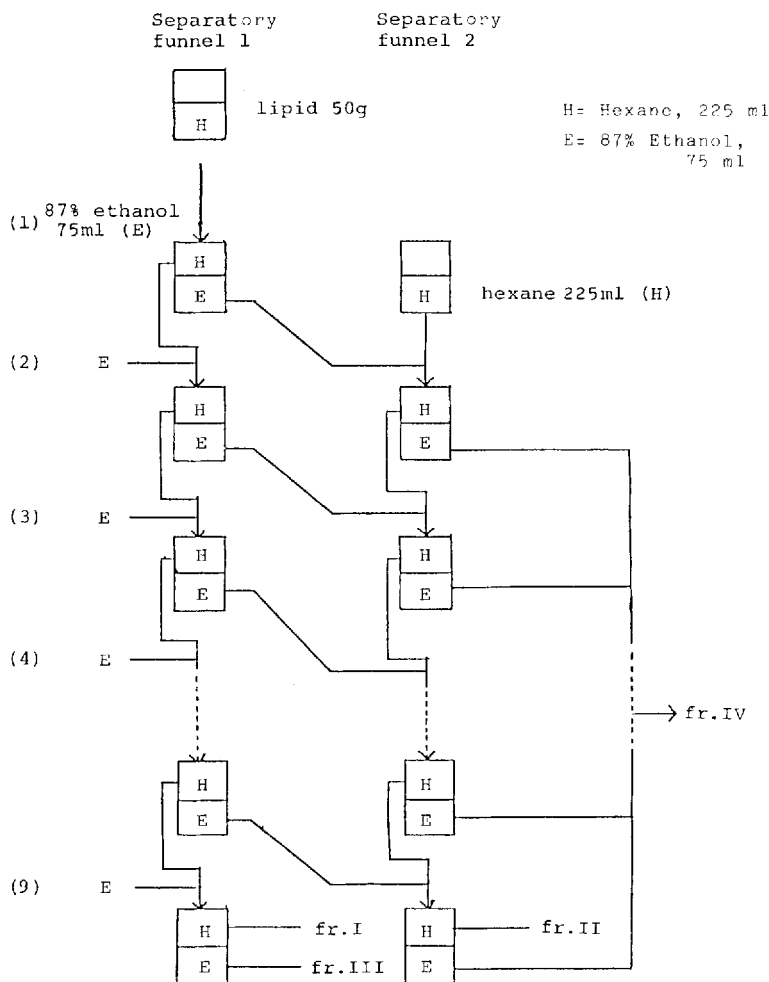 Separatory funnel 1
Separatory funnel 2
H
lipid 50g
H= Hexane, 225 ml
E= 87% Ethanol,
75 ml
(1) 87% ethanol
75ml (E)
H
E
H
hexane 225ml (H)
(2) E
H
E
H
E
(3) E
H
E
H
E
(4) E
fr.IV
H
E
H
E
(9) E
H
fr.I
H
fr.II
E
fr.III
E